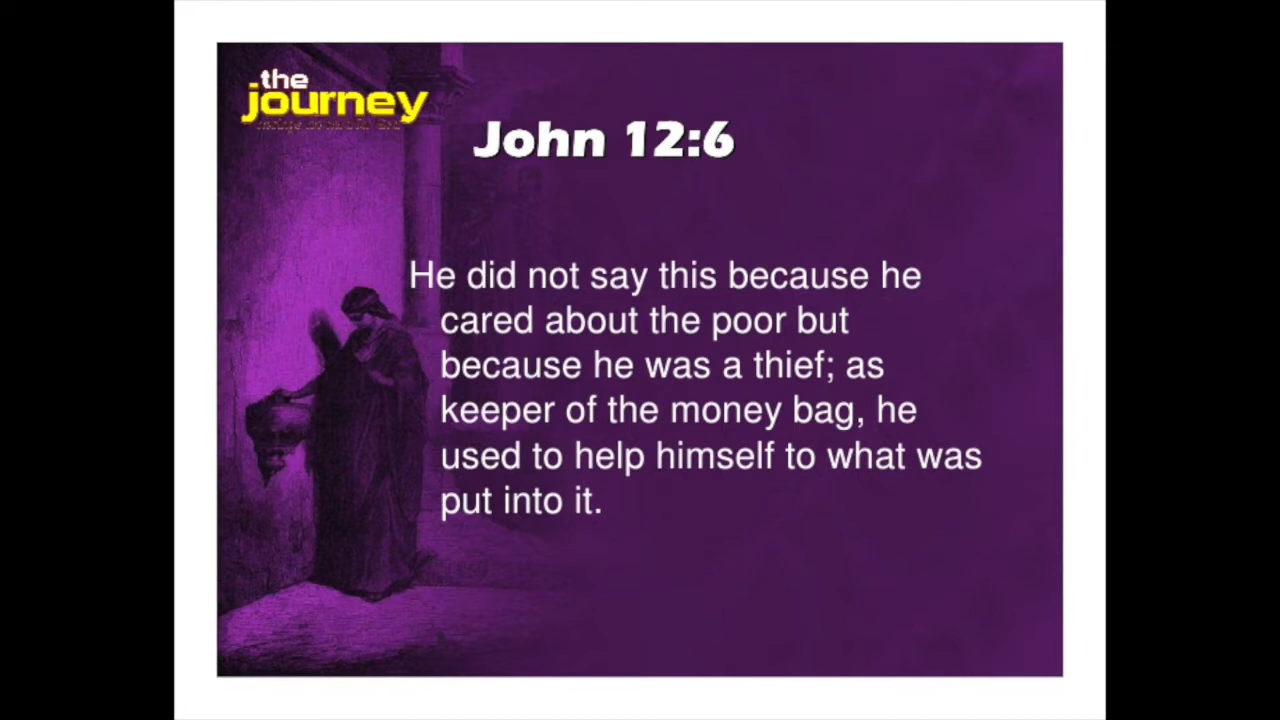 the
journey
John 12:6
He did not say this because he
cared about the poor but
because he was a thief; as
keeper of the money bag, he
used to help himself to what was
put into it.